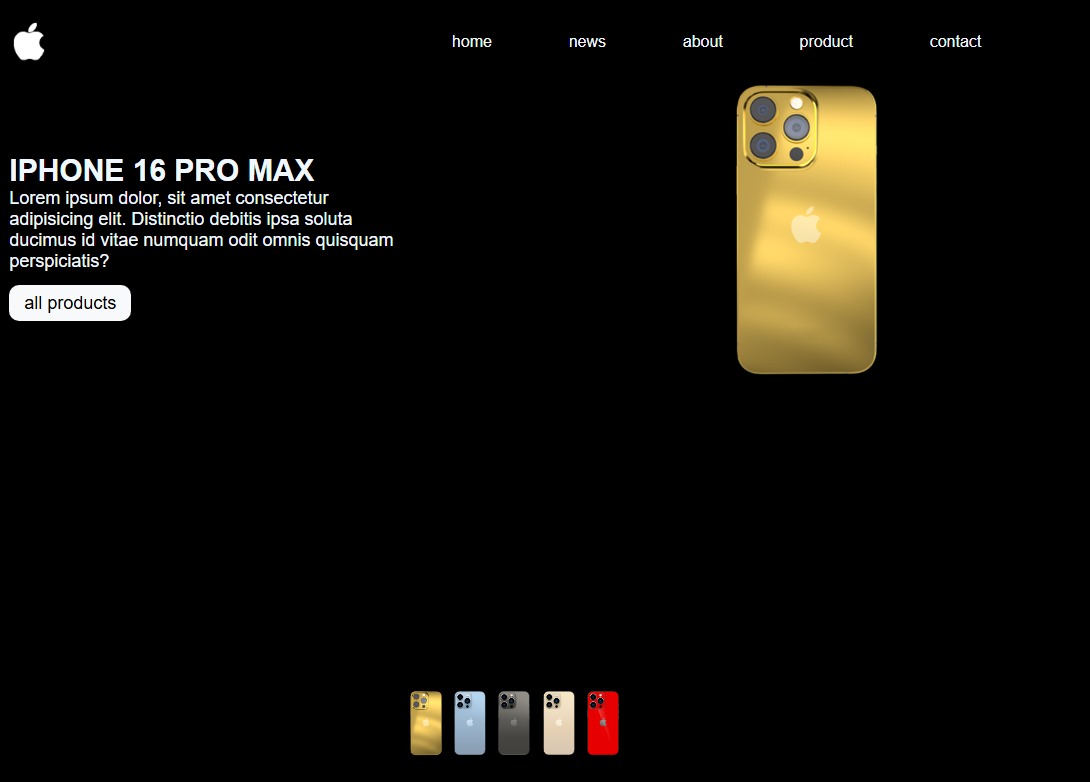 home news about product contact
IPHONE 16 PRO MAX
Lorem ipsum dolor, sit amet consectetur
adipisicing elit. Distinctio debitis ipsa soluta
ducimus id vitae numquam odit omnis quisquam
perspiciatis?
all products